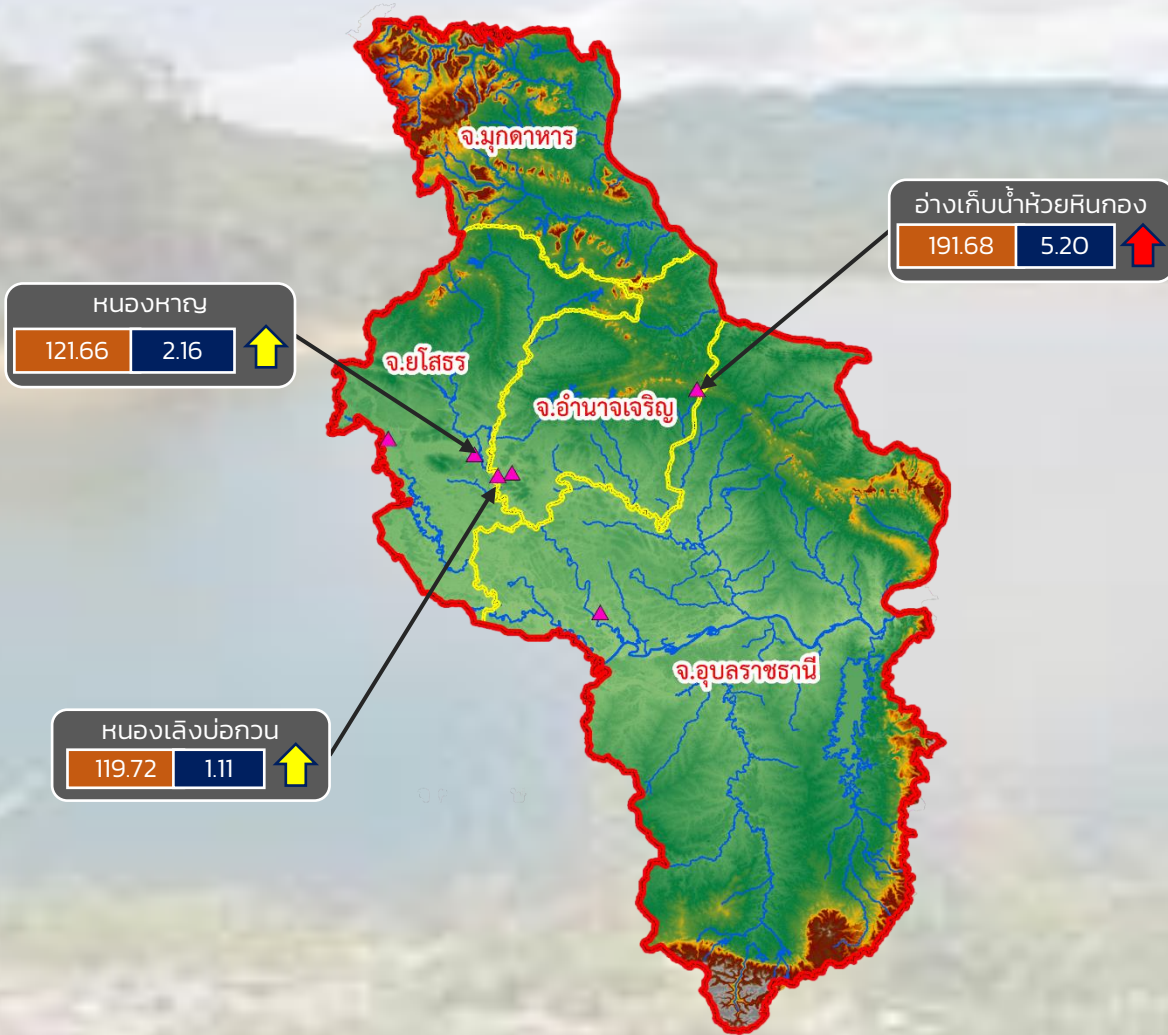 จ.มุกดาหาร
อ่างเก็บน้ำห้วยหินกอง
191.68 5.20
หนองหาญ
121.66 2.16
จ.ยโสธร
จ.อำนาจเจริญ
จ.อุบลราชธานี
หนองเลิงบ่อกวน
119.72 1.11